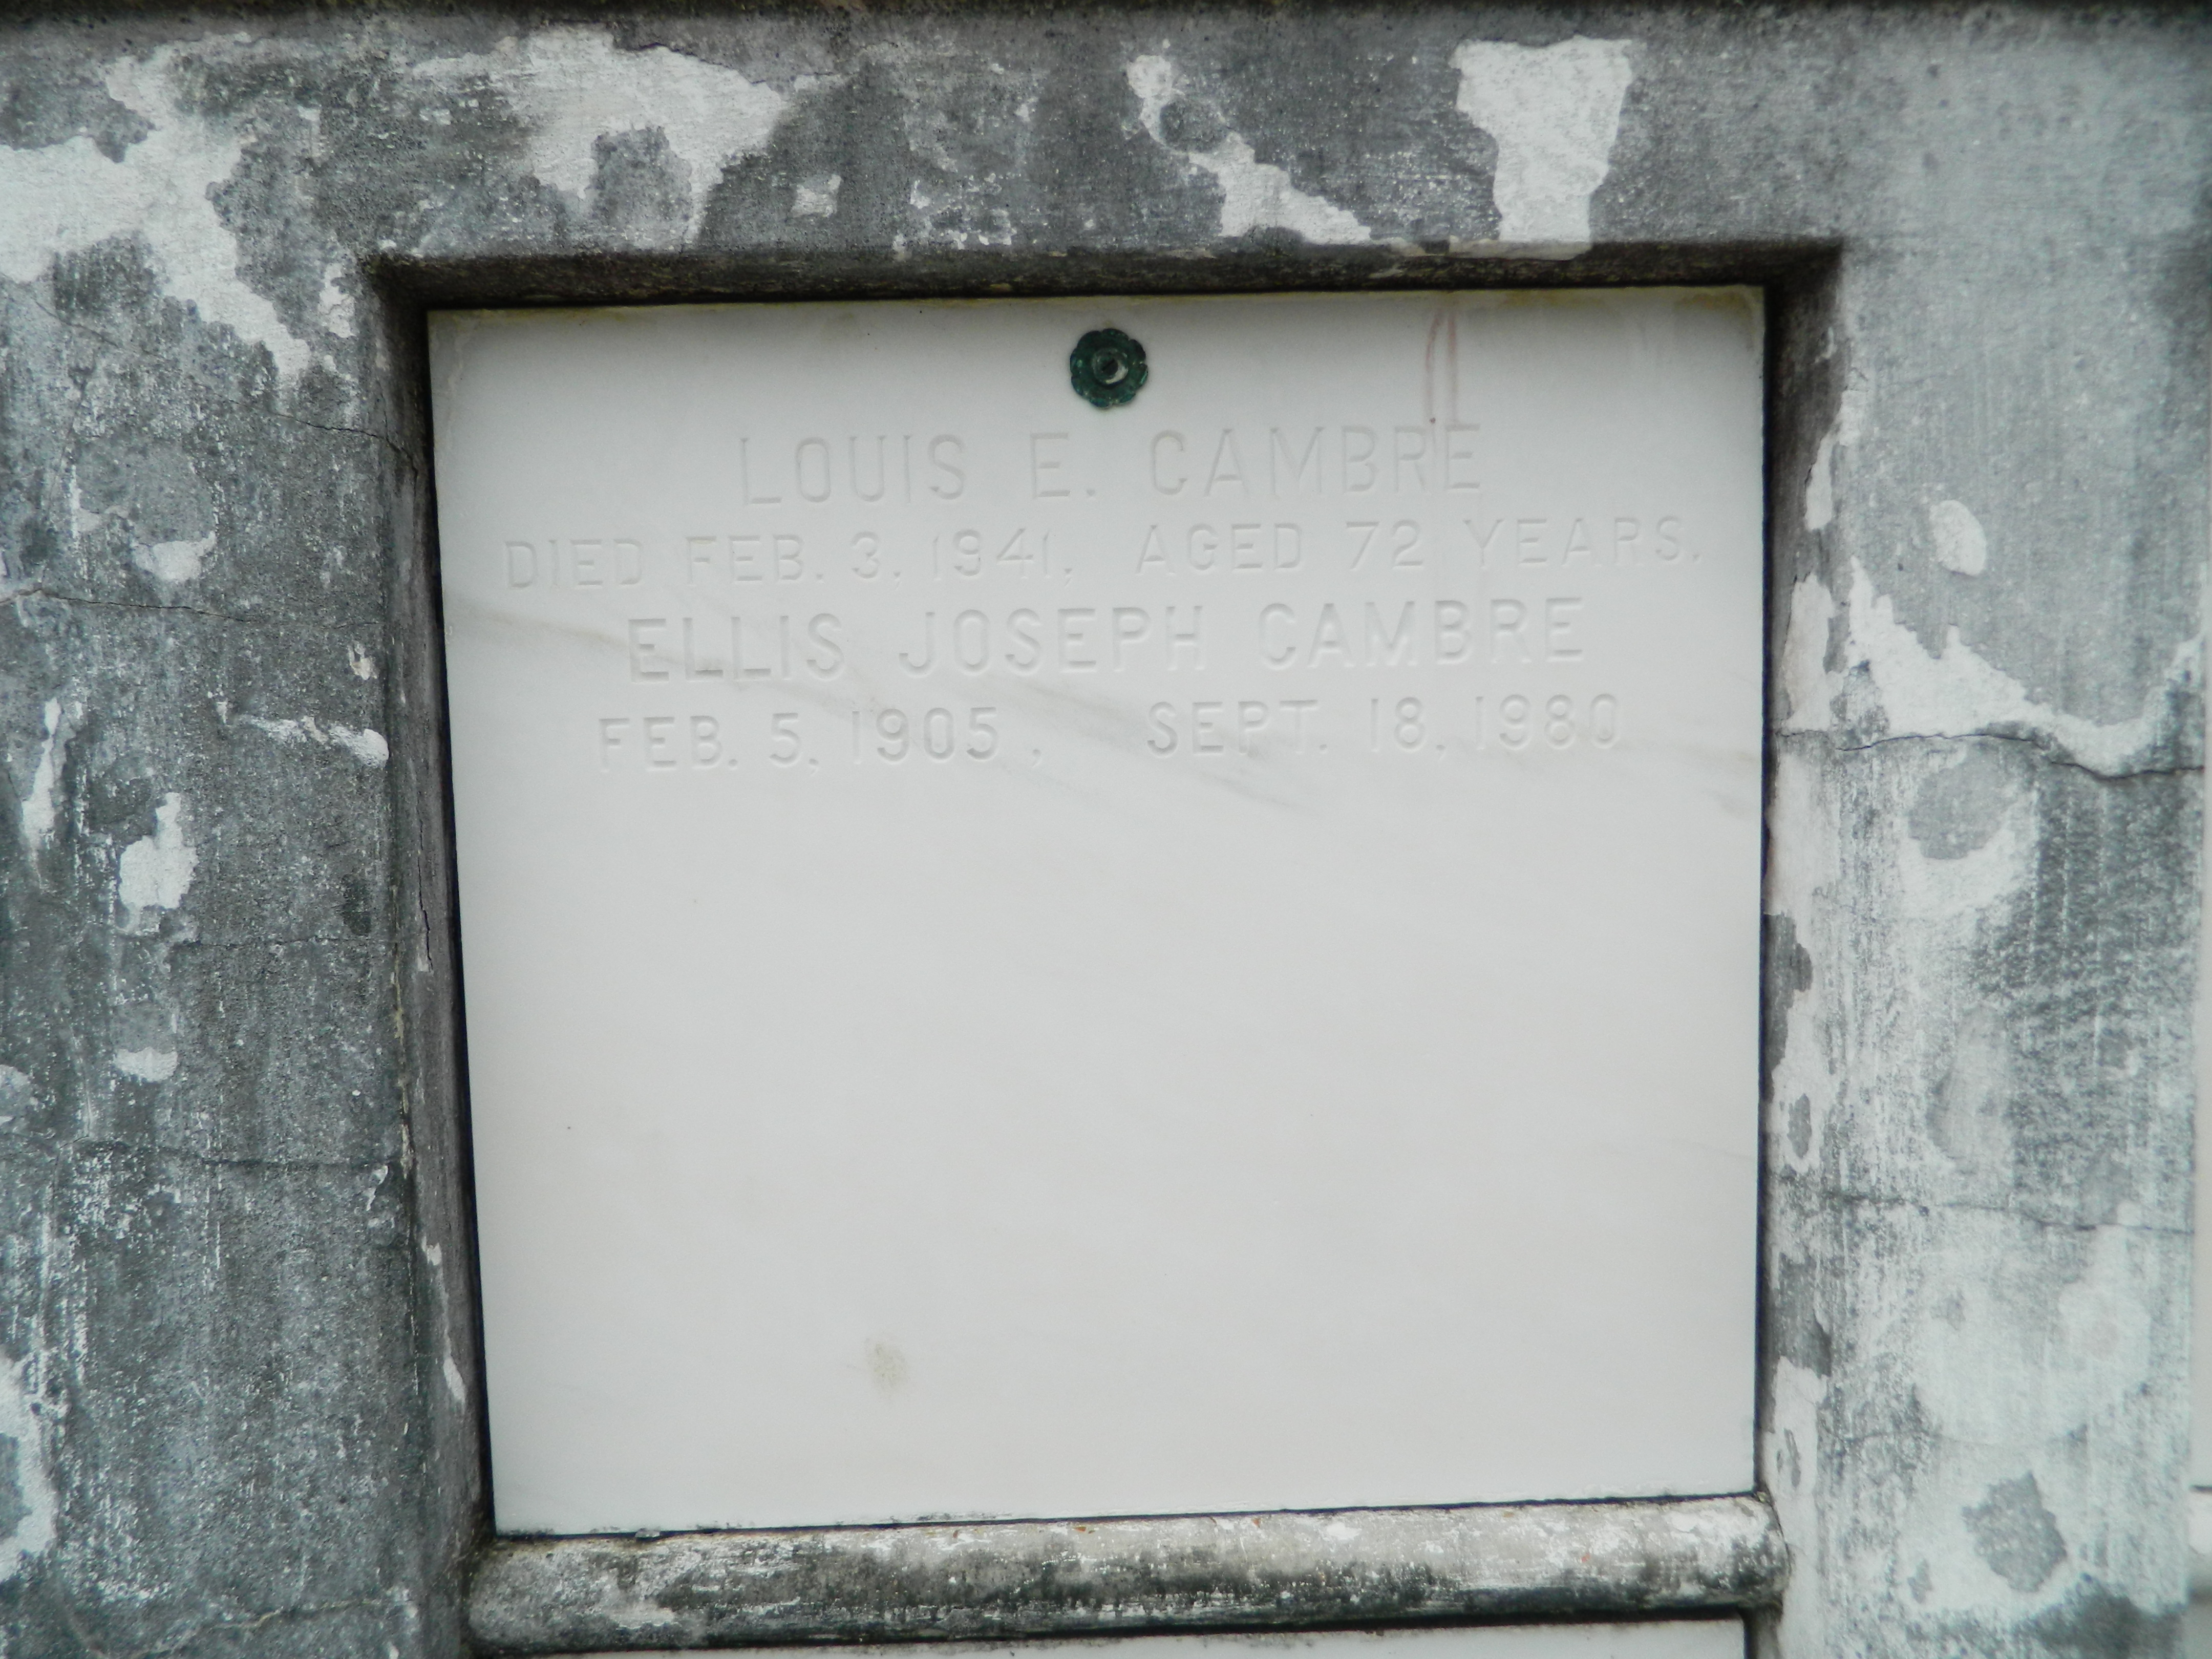 LOUIS E. CAMBRE
DIED FEB. 3, 1941, AGED 72 YEARS.
ELLIS JOSEPH CAMBRE
FEB. 5, 1905, SEPT. 18, 1980